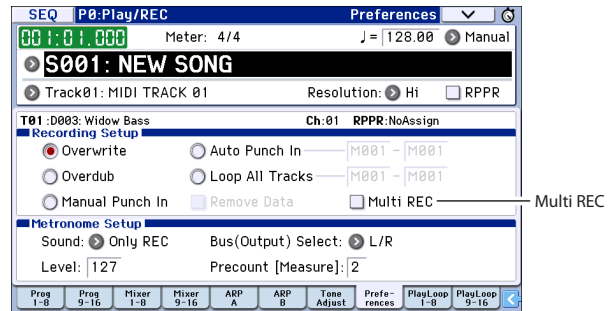 SEQ P0:Play/REC Preferences
001:01.000 Meter: 4/4 ♩= 128.00 Manual
S001: NEW SONG
Track01: MIDI TRACK 01 Resolution: Hi RPPR
T01 :D003: Widow Bass Ch:01 RPPR:NoAssign
Recording Setup
Overwrite Auto Punch In M001 - M001
Overdub Loop All Tracks M001 - M001
Manual Punch In Remove Data Multi REC Multi REC
Metronome Setup
Sound: Only REC Bus(Output) Select: L/R
Level: 127 Precount [Measure]: 2
Prog 1-8 Prog 9-16 Mixer 1-8 Mixer 9-16 ARP A ARP B Tone Adjust Prefe-rences PlayLoop 1-8 PlayLoop 9-16